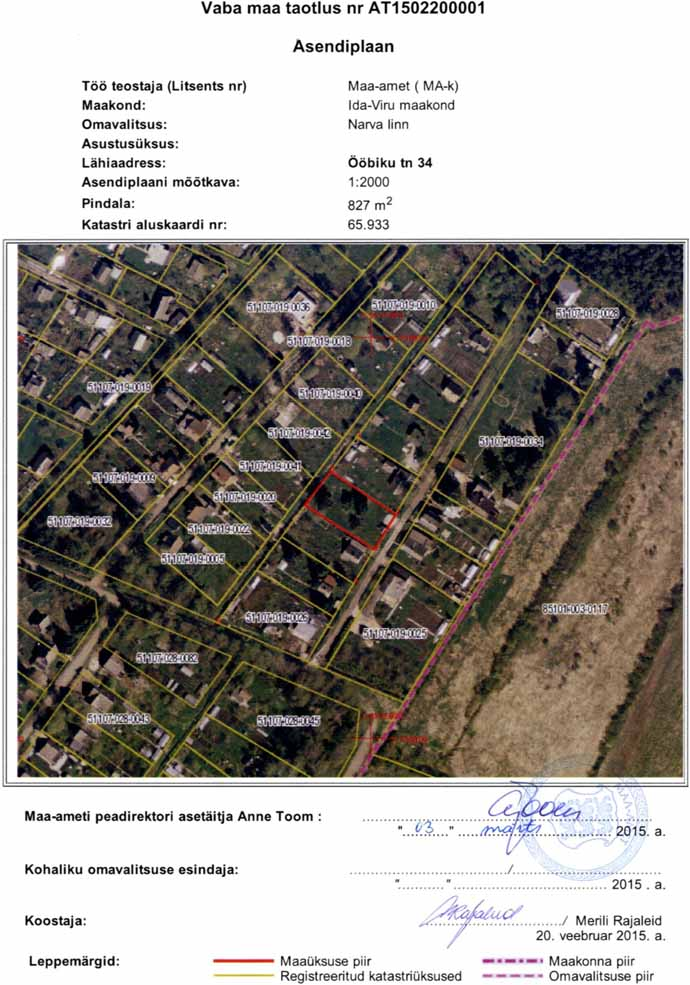 Vaba maa taotlus nr AT1502200001
Asendiplaan
Töö teostaja (Litsents nr) Maa-amet ( MA-k)
Maakond: Ida-Viru maakond
Omavalitsus: Narva linn
Asustusüksus:
Lähiaadress: Ööbiku tn 34
Asendiplaani mõõtkava: 1:2000
Pindala: 827 m²
Katastri aluskaardi nr: 65.933
51107:019:0036
51107:019:0010
51107:019:0028
51107:019:0018
51107:019:0019
51107:019:0040
51107:019:0042
51107:019:0034
51107:019:0041
51107:019:0009
51107:019:0020
51107:019:0032
51107:019:0022
51107:019:0005
85101:003:0117
51107:019:0026
51107:019:0025
51107:028:0082
51107:028:0043
51107:028:0045
Maa-ameti peadirektori asetäitja Anne Toom :
"03" märts 2015. a.
Kohaliku omavalitsuse esindaja: /
".........." 2015 . a.
Koostaja: MRajaleid / Merili Rajaleid
20. veebruar 2015. a.
Leppemärgid: Maaüksuse piir Maakonna piir
Registreeritud katastriüksused Omavalitsuse piir